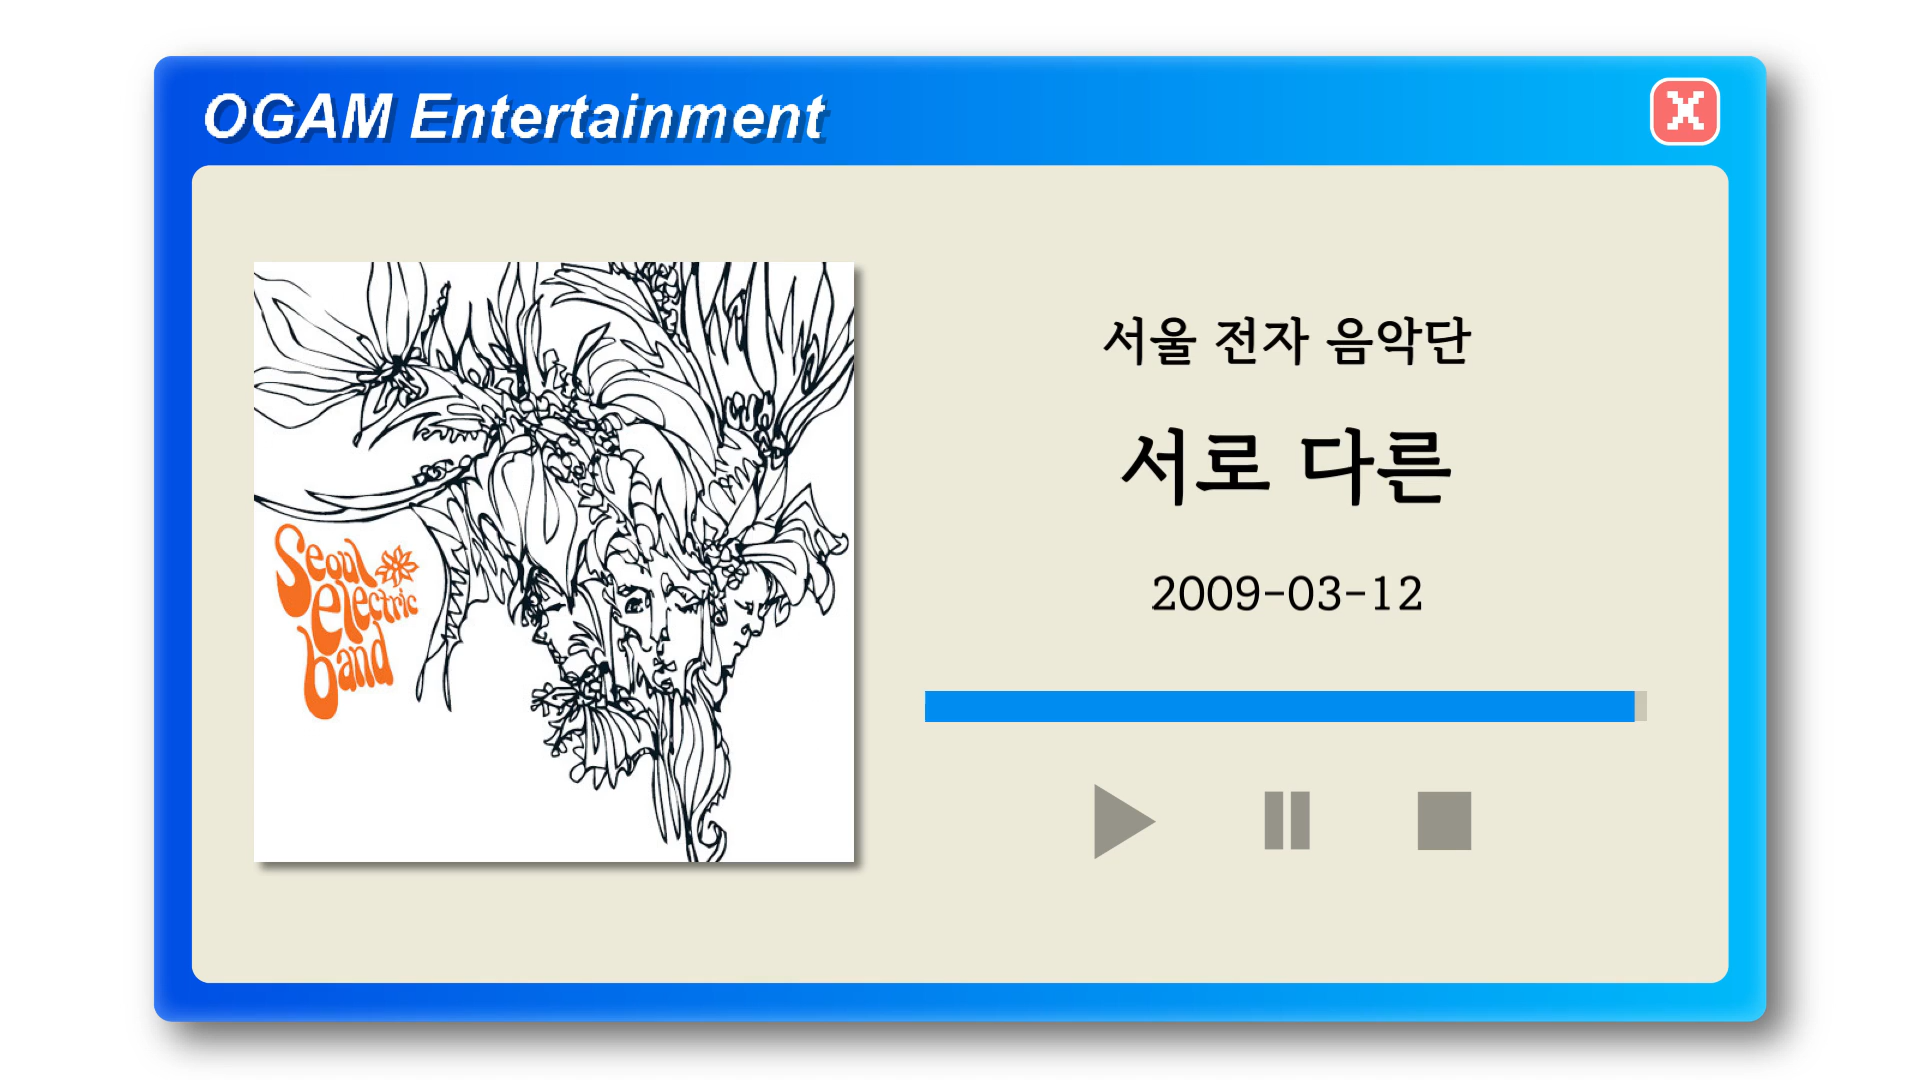 OGAM Entertainment
X
Seoul
electric
band
서울 전자 음악단
서로 다른
2009-03-12